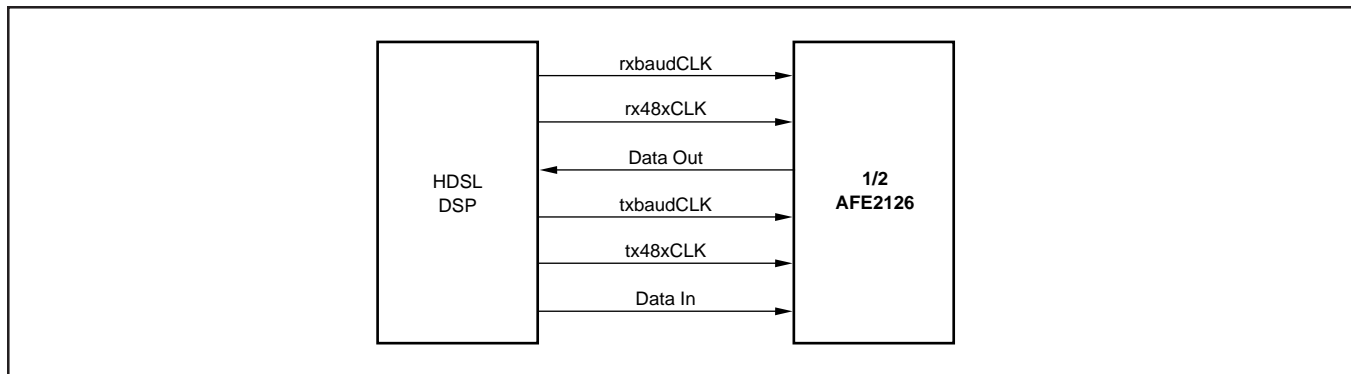 rxbaudCLK
rx48xCLK
Data Out
HDSL
DSP
1/2
AFE2126
txbaudCLK
tx48xCLK
Data In